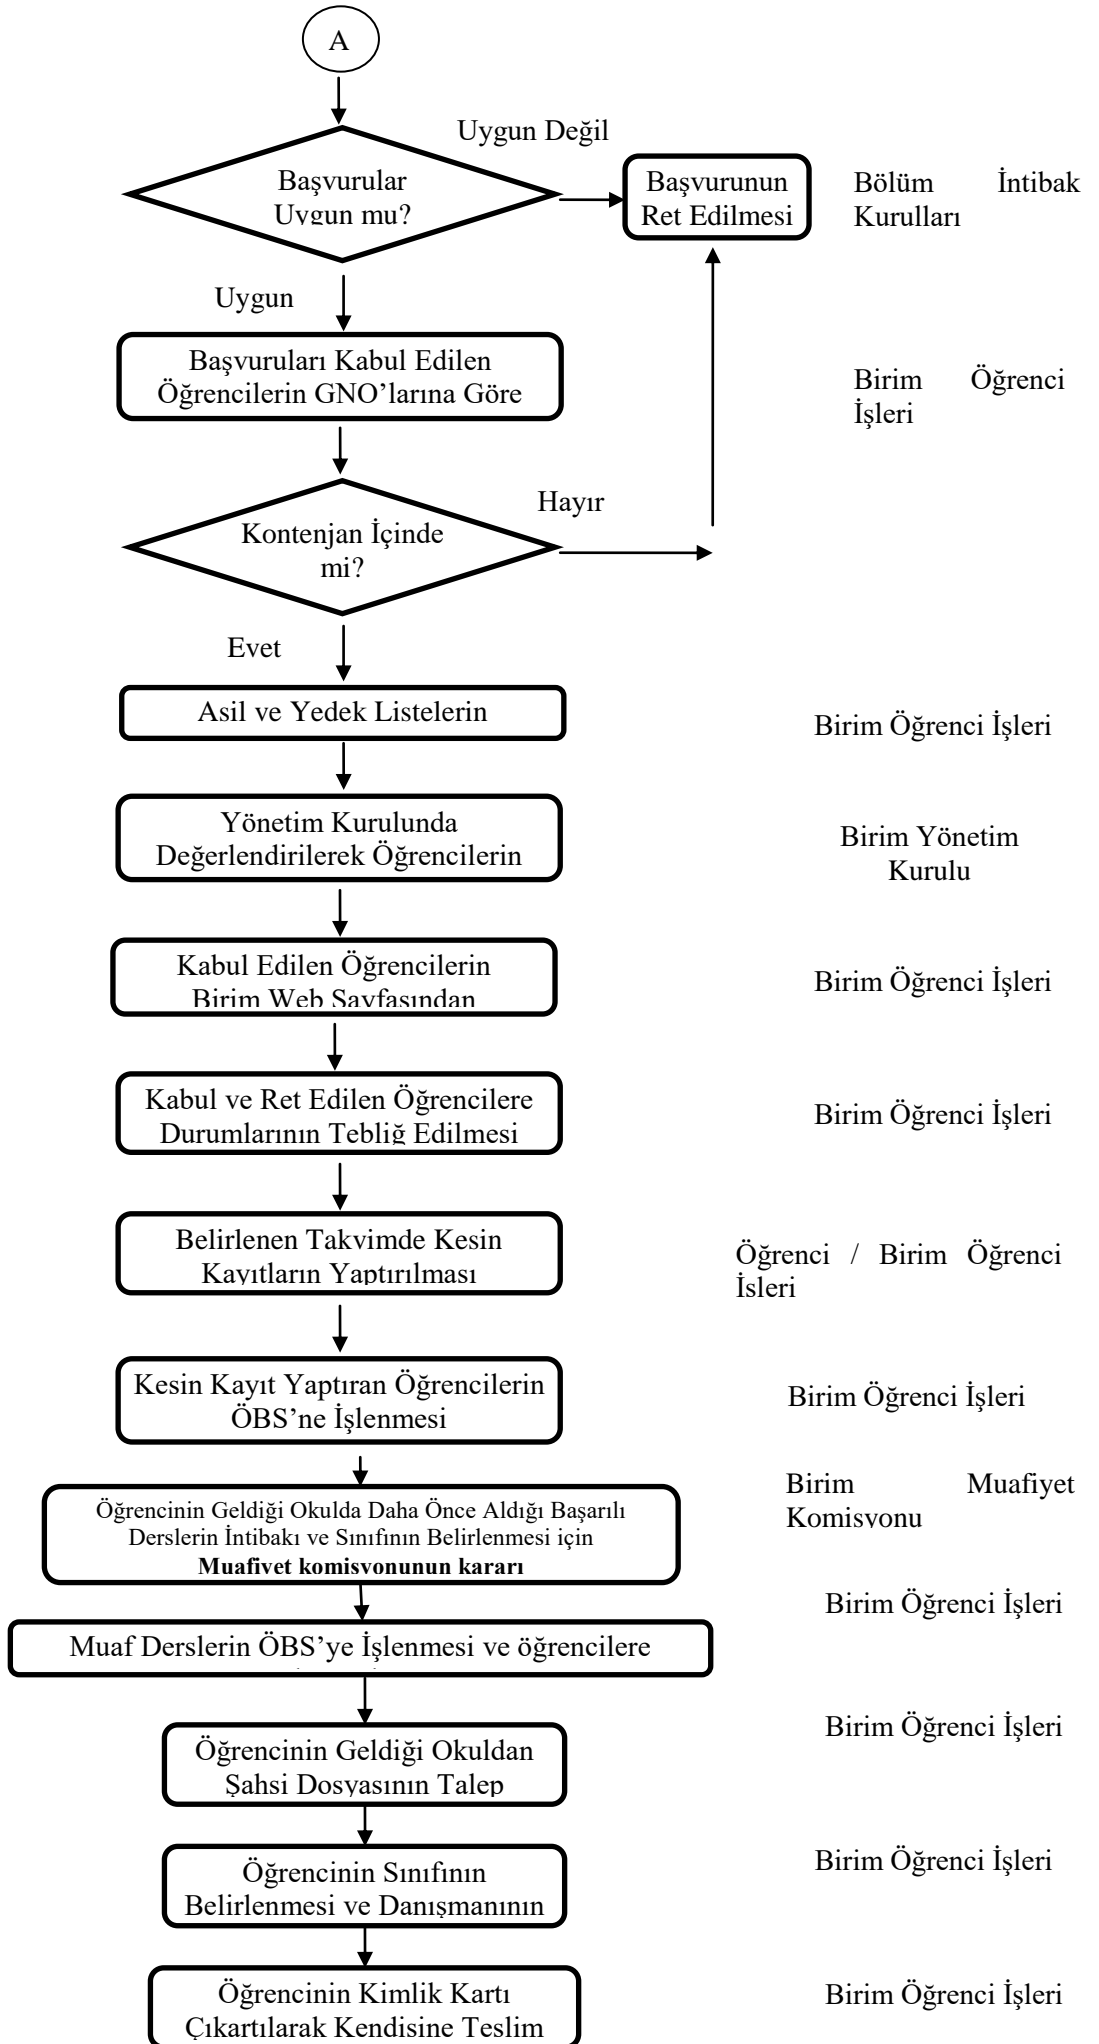 A
Uygun Değil
Başvurular
Uygun mu?
Başvurunun
Ret Edilmesi
Bölüm İntibak
Kurulları
Uygun
Başvuruları Kabul Edilen
Öğrencilerin GNO’larına Göre
Birim Öğrenci
İşleri
Hayır
Kontenjan İçinde
mi?
Evet
Asil ve Yedek Listelerin
Birim Öğrenci İşleri
Yönetim Kurulunda
Değerlendirilerek Öğrencilerin
Birim Yönetim
Kurulu
Kabul Edilen Öğrencilerin
Birim Web Sayfasından
Birim Öğrenci İşleri
Kabul ve Ret Edilen Öğrencilere
Durumlarının Tebliğ Edilmesi
Birim Öğrenci İşleri
Belirlenen Takvimde Kesin
Kayıtların Yaptırılması
Öğrenci / Birim Öğrenci
İşleri
Kesin Kayıt Yaptıran Öğrencilerin
ÖBS’ne İşlenmesi
Birim Öğrenci İşleri
Birim Muafiyet
Komisyonu
Öğrencinin Geldiği Okulda Daha Önce Aldığı Başarılı
Derslerin İntibakı ve Sınıfının Belirlenmesi için
Muafiyet komisyonunun kararı
Birim Öğrenci İşleri
Muaf Derslerin ÖBS’ye İşlenmesi ve öğrencilere
Birim Öğrenci İşleri
Öğrencinin Geldiği Okuldan
Şahsi Dosyasının Talep
Birim Öğrenci İşleri
Öğrencinin Sınıfının
Belirlenmesi ve Danışmanının
Öğrencinin Kimlik Kartı
Çıkartılarak Kendisine Teslim
Birim Öğrenci İşleri